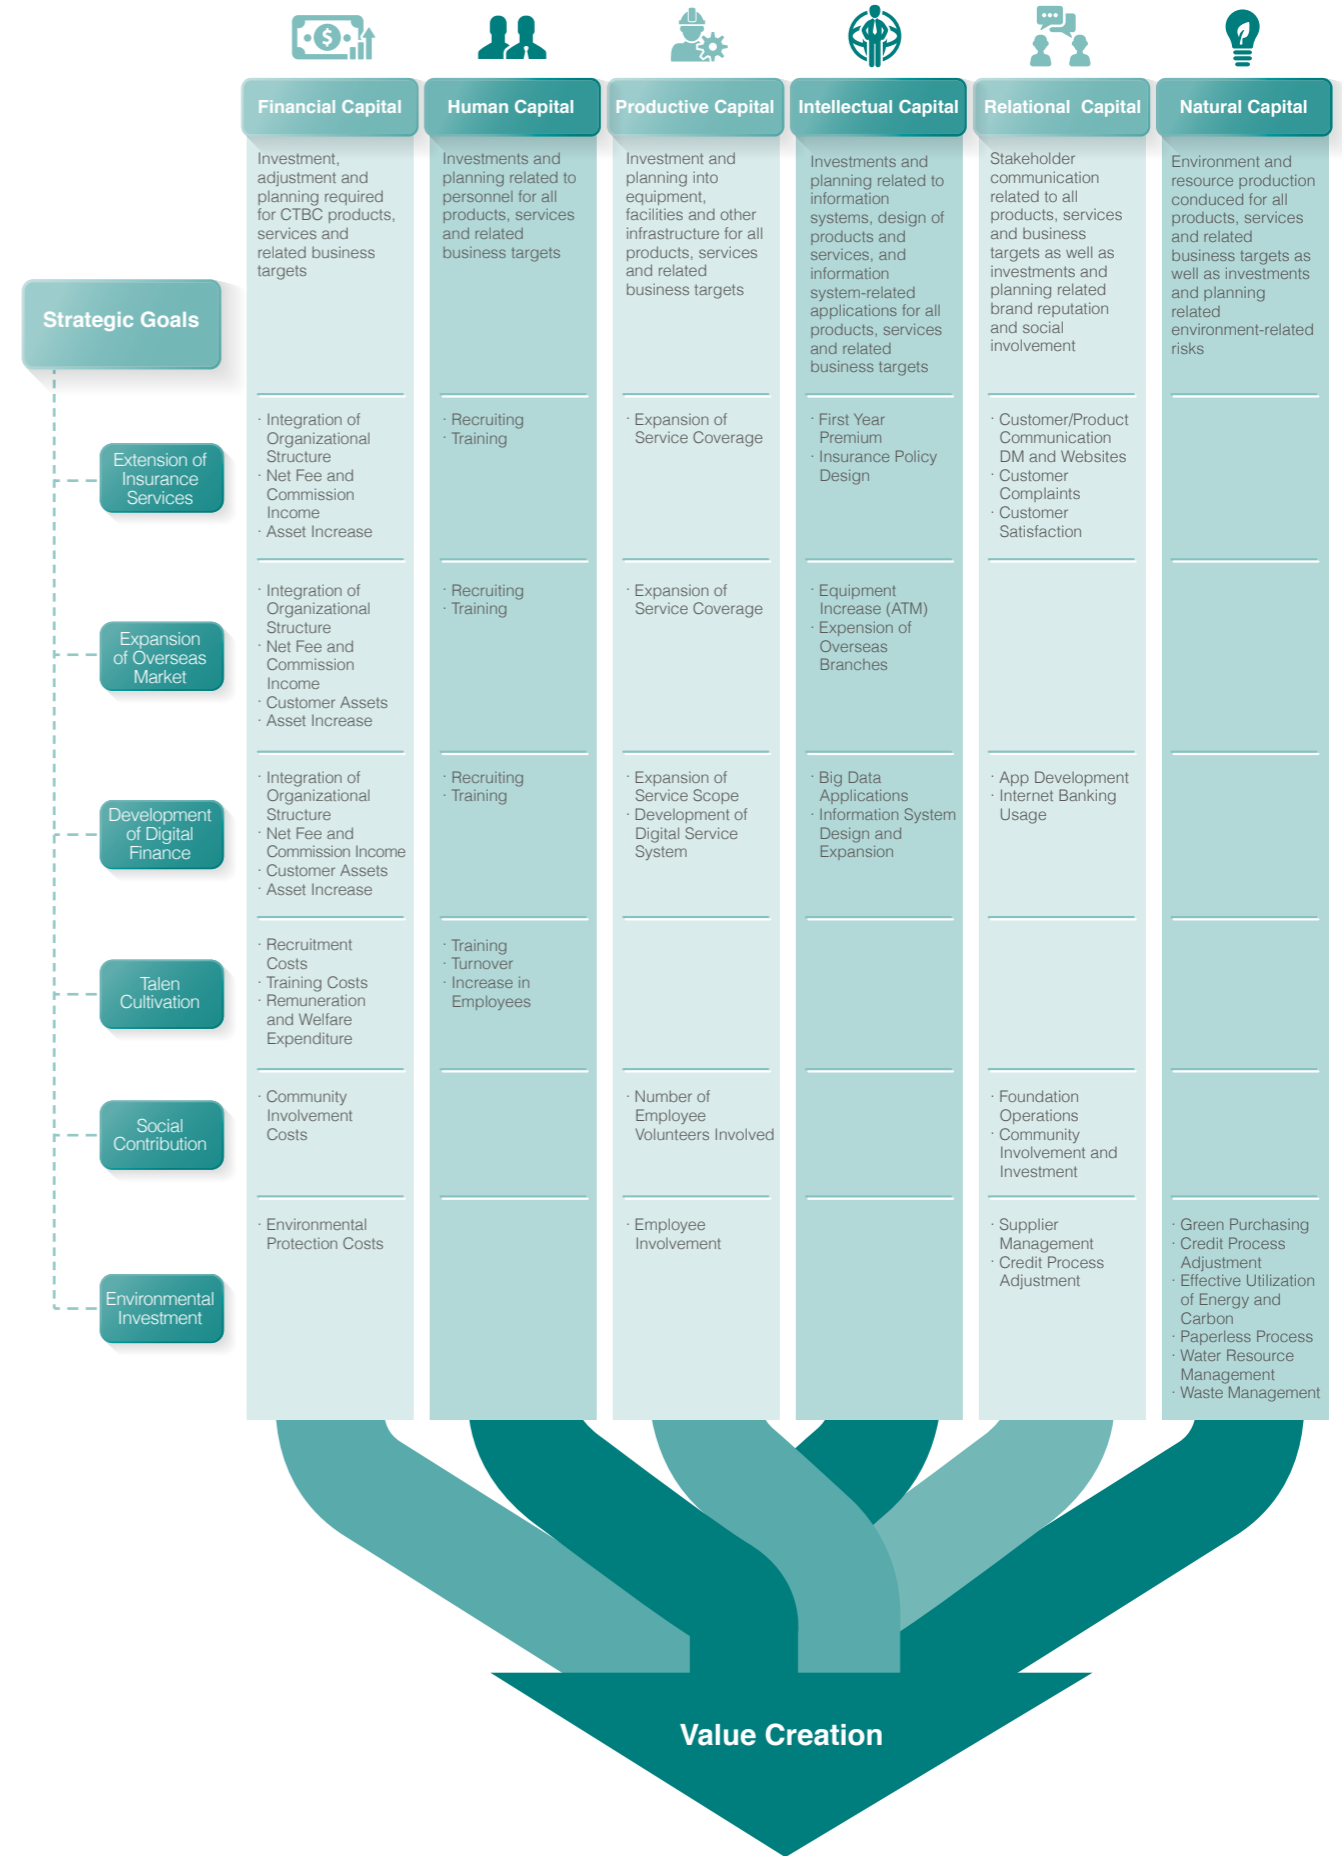 Financial Capital
Human Capital
Productive Capital
Intellectual Capital
Relational Capital
Natural Capital
Investment,
adjustment and
planning required
for CTBC products,
services and
related business
targets
Investments and
planning related to
personnel for all
products, services
and related
business targets
Investment and
planning into
equipment,
facilities and other
infrastructure for all
products, services
and related
business targets
Investments and
planning related to
information
systems, design of
products and
services, and
information
system-related
applications for all
products, services
and related
business targets
Stakeholder
communication
related to all
products, services
and business
targets as well as
investments and
planning related
brand reputation
and social
involvement
Environment and
resource production
conduced for all
products, services
and related
business targets as
well as investments
and planning
related
environment-related
risks
Strategic Goals
Extension of
Insurance
Services
· Integration of
Organizational
Structure
· Net Fee and
Commission
Income
· Asset Increase
· Recruiting
· Training
· Expansion of
Service Coverage
· First Year
Premium
· Insurance Policy
Design
· Customer/Product
Communication
DM and Websites
· Customer
Complaints
· Customer
Satisfaction
Expansion
of Overseas
Market
· Integration of
Organizational
Structure
· Net Fee and
Commission
Income
· Customer Assets
· Asset Increase
· Recruiting
· Training
· Expansion of
Service Coverage
· Equipment
Increase (ATM)
· Expension of
Overseas
Branches
Development
of Digital
Finance
· Integration of
Organizational
Structure
· Net Fee and
Commission Income
· Customer Assets
· Asset Increase
· Recruiting
· Training
· Expansion of
Service Scope
· Development of
Digital Service
System
· Big Data
Applications
· Information System
Design and
Expansion
· App Development
· Internet Banking
Usage
Talen
Cultivation
· Recruitment
Costs
· Training Costs
· Remuneration
and Welfare
Expenditure
· Training
· Turnover
· Increase in
Employees
Social
Contribution
· Community
Involvement
Costs
· Number of
Employee
Volunteers Involved
· Foundation
Operations
· Community
Involvement and
Investment
Environmental
Investment
· Environmental
Protection Costs
· Employee
Involvement
· Supplier
Management
· Credit Process
Adjustment
· Green Purchasing
· Credit Process
Adjustment
· Effective Utilization
of Energy and
Carbon
· Paperless Process
· Water Resource
Management
· Waste Management
Value Creation